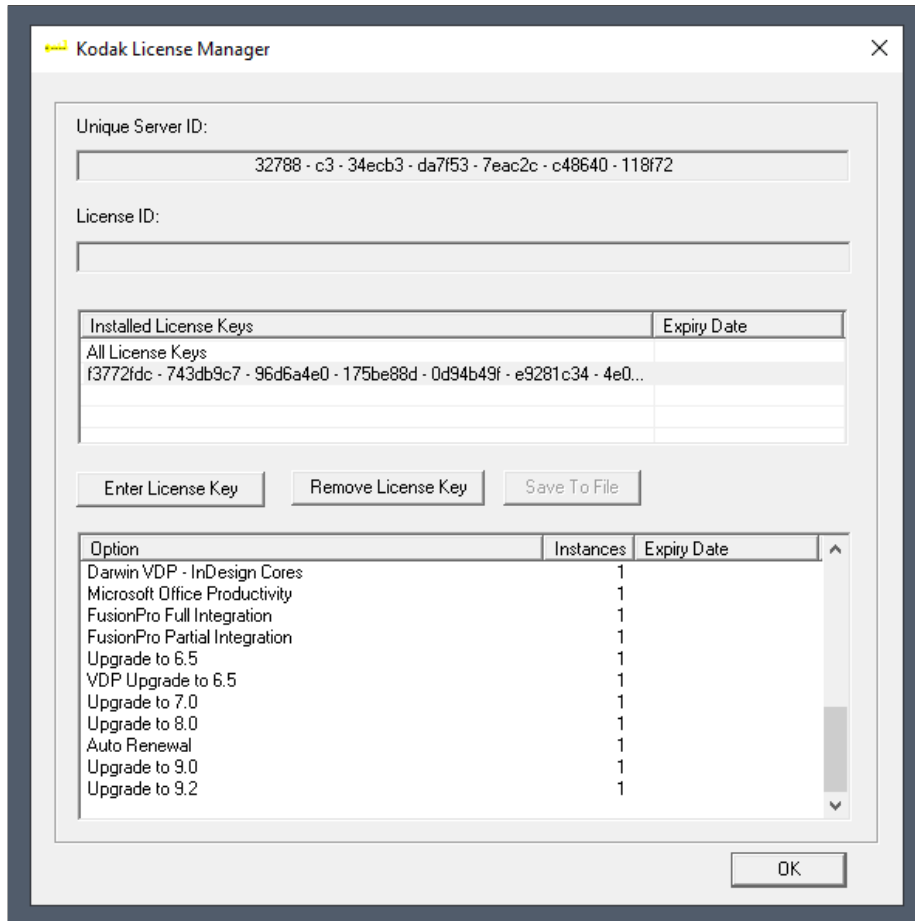 Kodak License Manager
Unique Server ID:
32788 - c3 - 34ecb3 - da7f53 - 7eac2c - c48640 - 118f72
License ID:
Installed License Keys Expiry Date
All License Keys
f3772fdc - 743db9c7 - 96d6a4e0 - 175be88d - 0d94b49f - e9281c34 - 4e0...
Enter License Key Remove License Key Save To File
Option Instances Expiry Date
Darwin VDP - InDesign Cores 1
Microsoft Office Productivity 1
FusionPro Full Integration 1
FusionPro Partial Integration 1
Upgrade to 6.5 1
VDP Upgrade to 6.5 1
Upgrade to 7.0 1
Upgrade to 8.0 1
Auto Renewal 1
Upgrade to 9.0 1
Upgrade to 9.2 1
OK